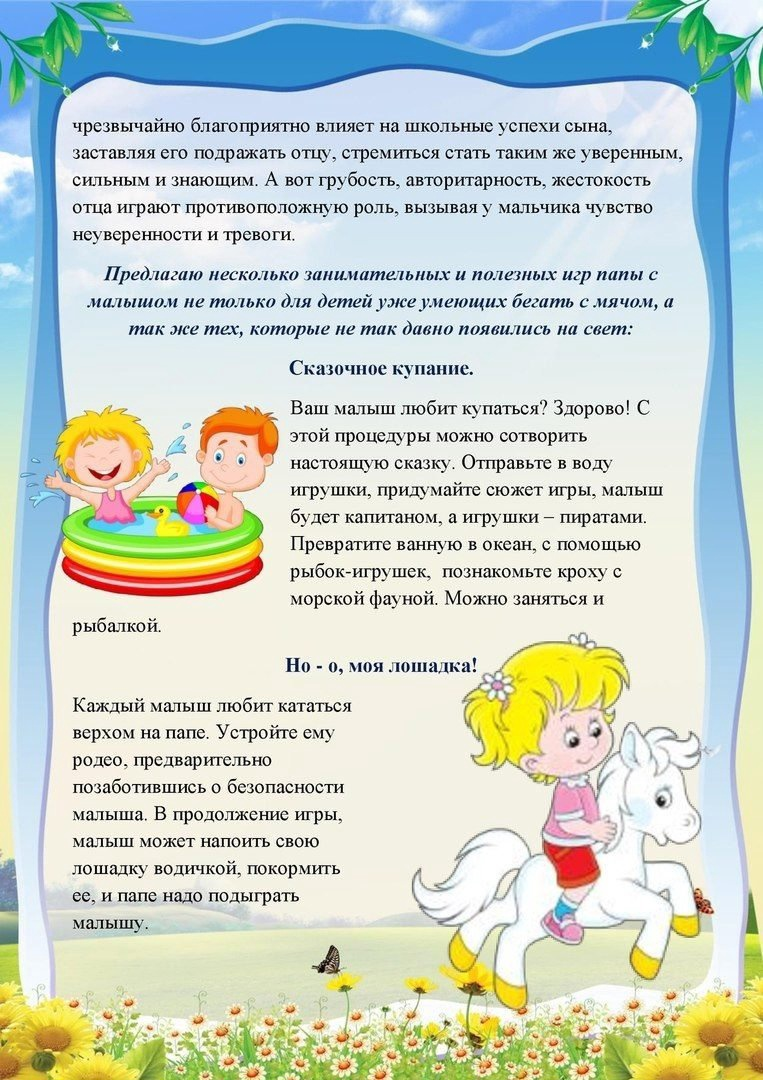 чрезвычайно благоприятно влияет на школьные успехи сына,
заставляя его подражать отцу, стремиться стать таким же уверенным,
сильным и знающим. А вот грубость, авторитарность, жестокость
отца играют противоположную роль, вызывая у мальчика чувство
неуверенности и тревоги.
Предлагаю несколько занимательных и полезных игр папы с
малышом не только для детей уже умеющих бегать с мячом, а
так же тех, которые не так давно появились на свет:
Сказочное купание.
Ваш малыш любит купаться? Здорово! С
этой процедуры можно сотворить
настоящую сказку. Отправьте в воду
игрушки, придумайте сюжет игры, малыш
будет капитаном, а игрушки – пиратами.
Превратите ванную в океан, с помощью
рыбок-игрушек, познакомьте кроху с
морской фауной. Можно заняться и
рыбалкой.
Но - о, моя лошадка!
Каждый малыш любит кататься
верхом на папе. Устройте ему
родео, предварительно
позаботившись о безопасности
малыша. В продолжение игры,
малыш может напоить свою
лошадку водичкой, покормить
ее, и папе надо подыграть
малышу.